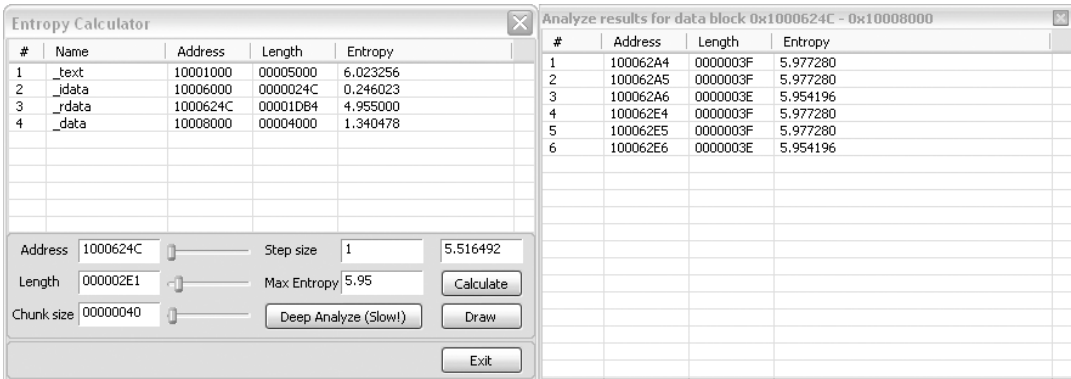 Entropy Calculator
# Name Address Length Entropy
1 _text 10001000 00005000 6.023256
2 _idata 10006000 0000024C 0.246023
3 _rdata 1000624C 00001DB4 4.955000
4 _data 10008000 00004000 1.340478
Address 1000624C Step size 1 5.516492
Length 000002E1 Max Entropy 5.95 Calculate
Chunk size 00000040 Deep Analyze (Slow!) Draw
Exit
Analyze results for data block 0x1000624C - 0x10008000
# Address Length Entropy
1 100062A4 0000003F 5.977280
2 100062A5 0000003F 5.977280
3 100062A6 0000003E 5.954196
4 100062E4 0000003F 5.977280
5 100062E5 0000003F 5.977280
6 100062E6 0000003E 5.954196